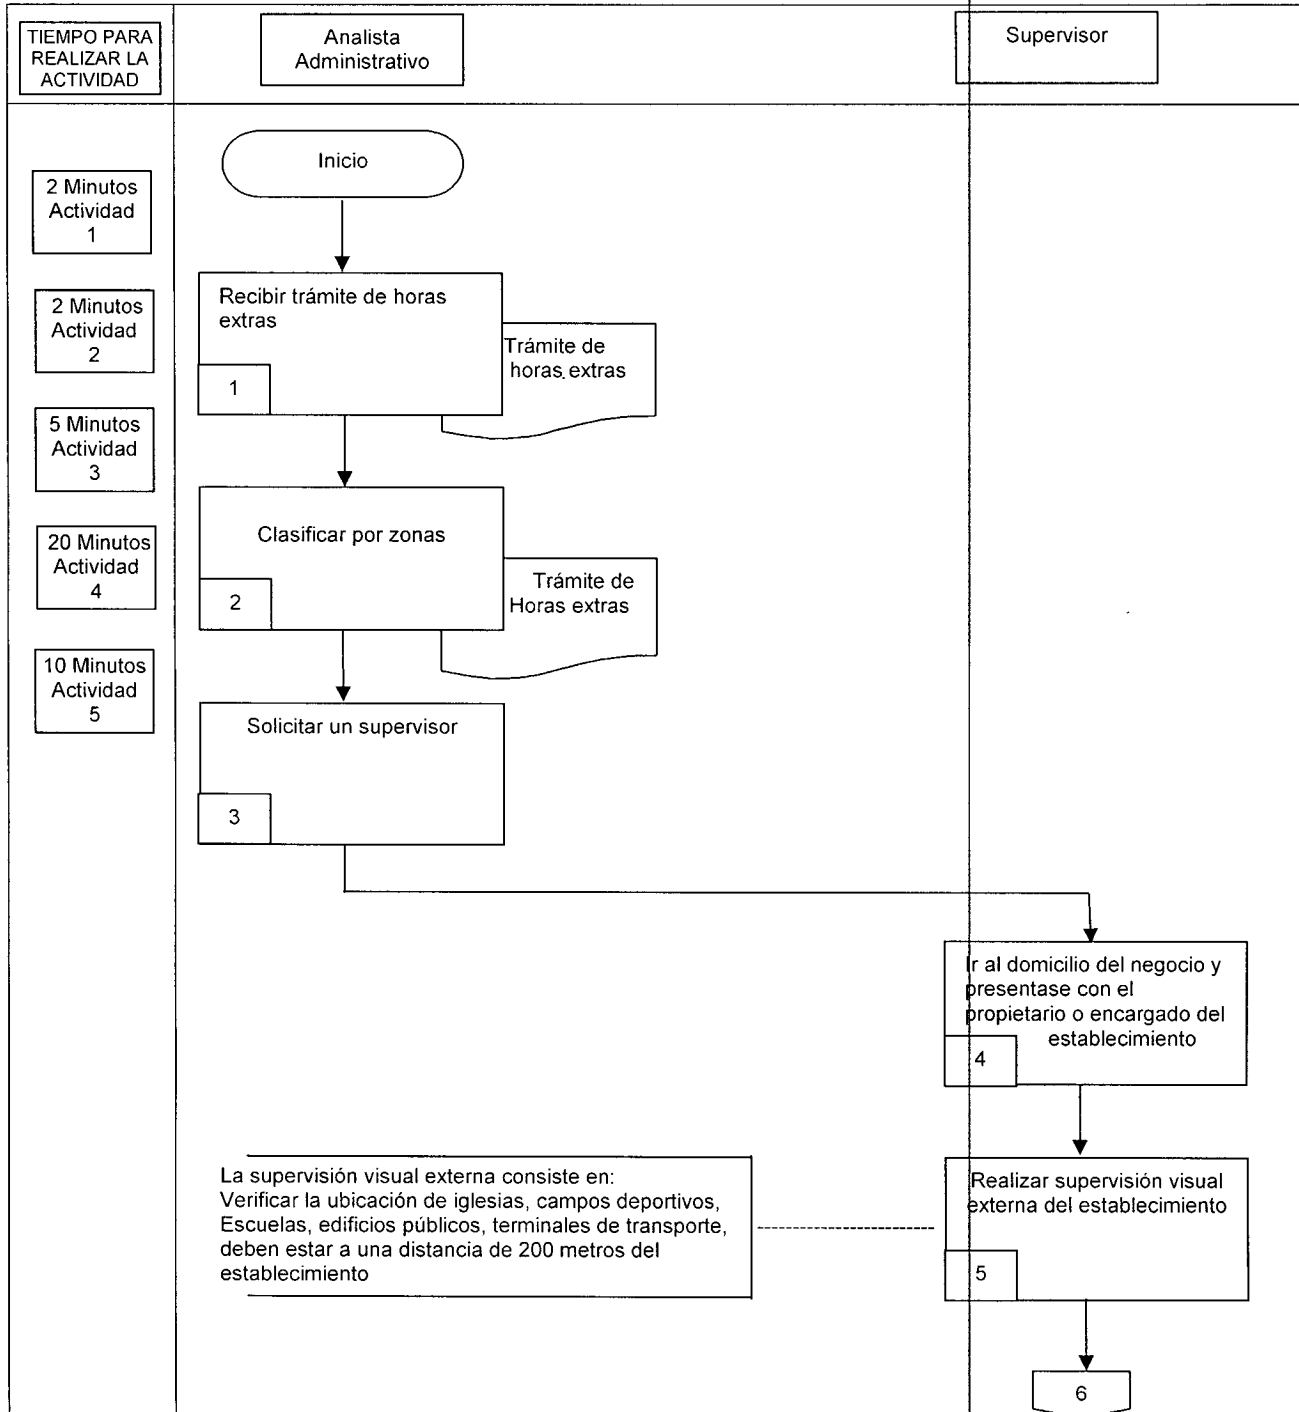 TIEMPO PARA
REALIZAR LA
ACTIVIDAD
Analista
Administrativo
Supervisor
Inicio
2 Minutos
Actividad
1
2 Minutos
Actividad
2
5 Minutos
Actividad
3
20 Minutos
Actividad
4
10 Minutos
Actividad
5
Recibir trámite de horas
extras
1
Trámite de
horas extras
Clasificar por zonas
2
Trámite de
Horas extras
Solicitar un supervisor
3
Ir al domicilio del negocio y
presentase con el
propietario o encargado del
establecimiento
4
La supervisión visual externa consiste en:
Verificar la ubicación de iglesias, campos deportivos,
Escuelas, edificios públicos, terminales de transporte,
deben estar a una distancia de 200 metros del
establecimiento
Realizar supervisión visual
externa del establecimiento
5
6